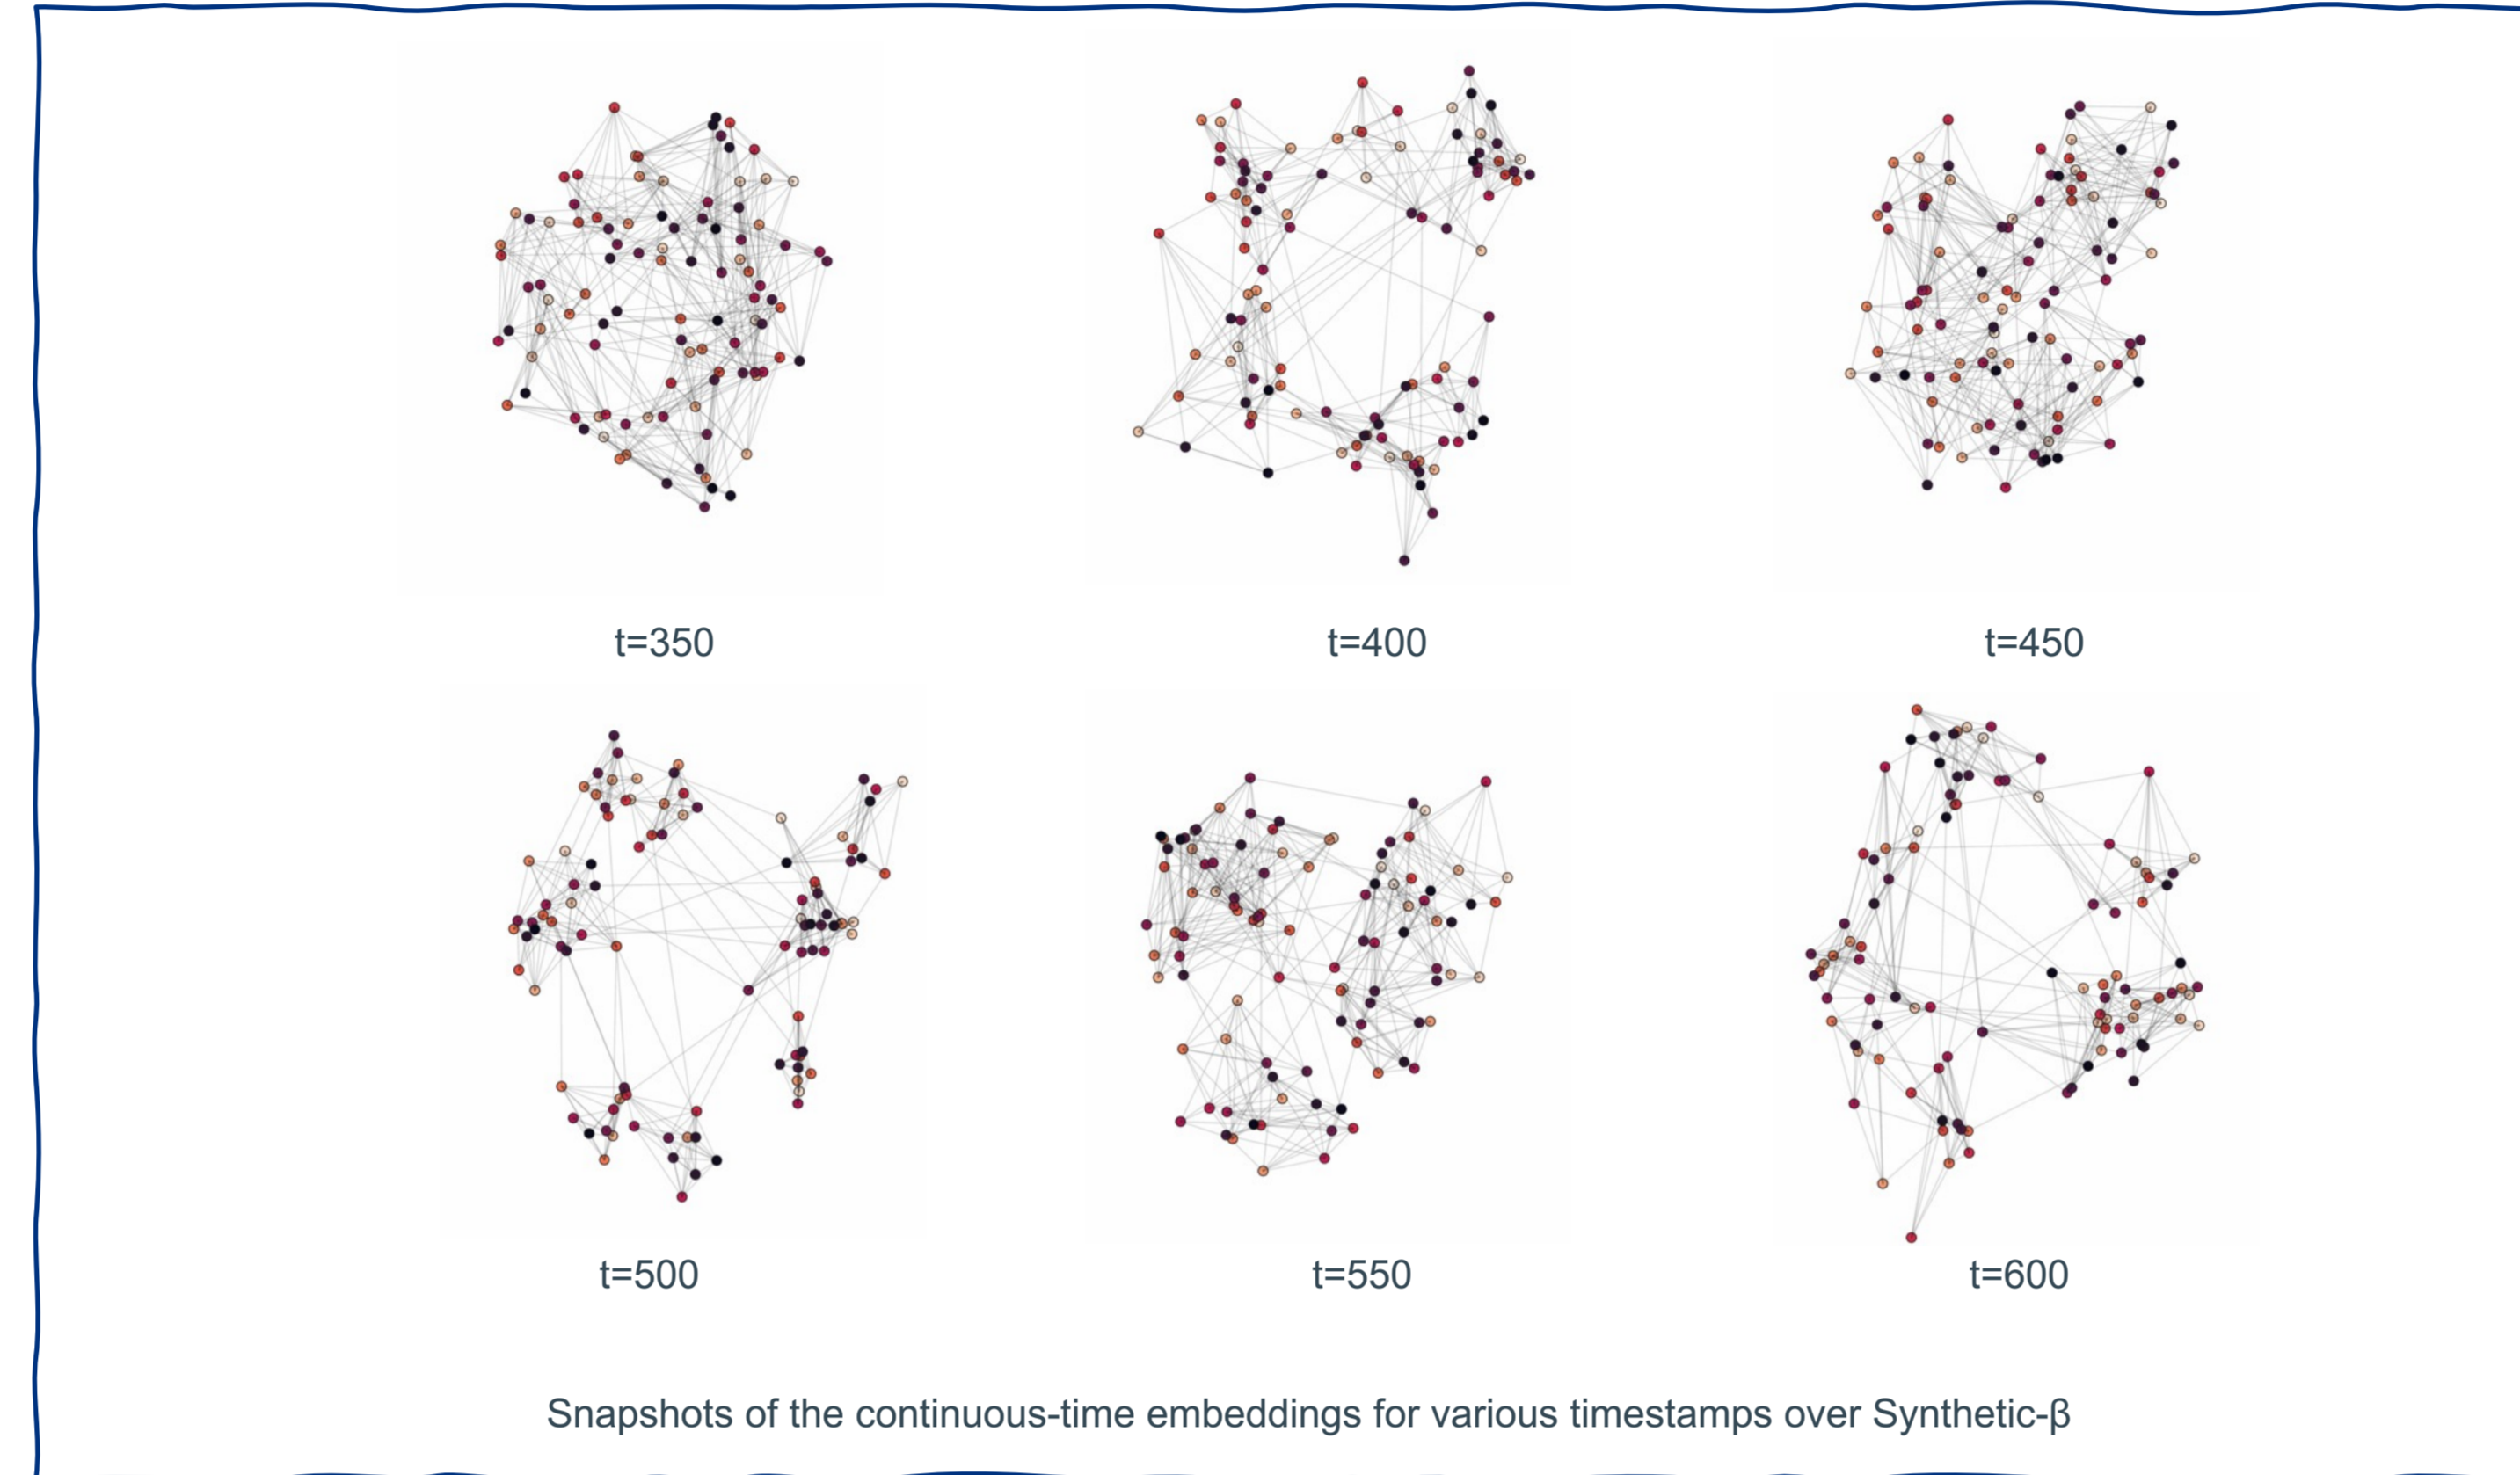 t=350
t=400
t=450
t=500
t=550
t=600
Snapshots of the continuous-time embeddings for various timestamps over Synthetic-β